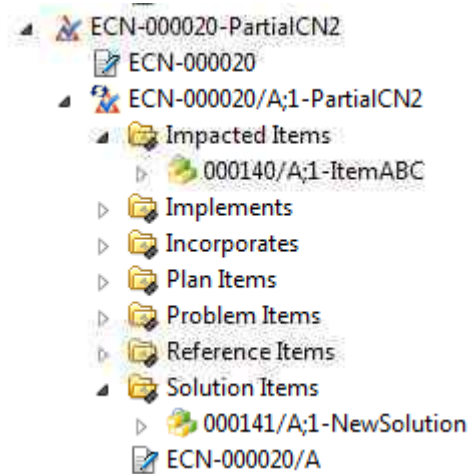 ECN-000020-PartialCN2
ECN-000020
ECN-000020/A;1-PartialCN2
Impacted Items
000140/A;1-ItemABC
Implements
Incorporates
Plan Items
Problem Items
Reference Items
Solution Items
000141/A;1-NewSolution
ECN-000020/A